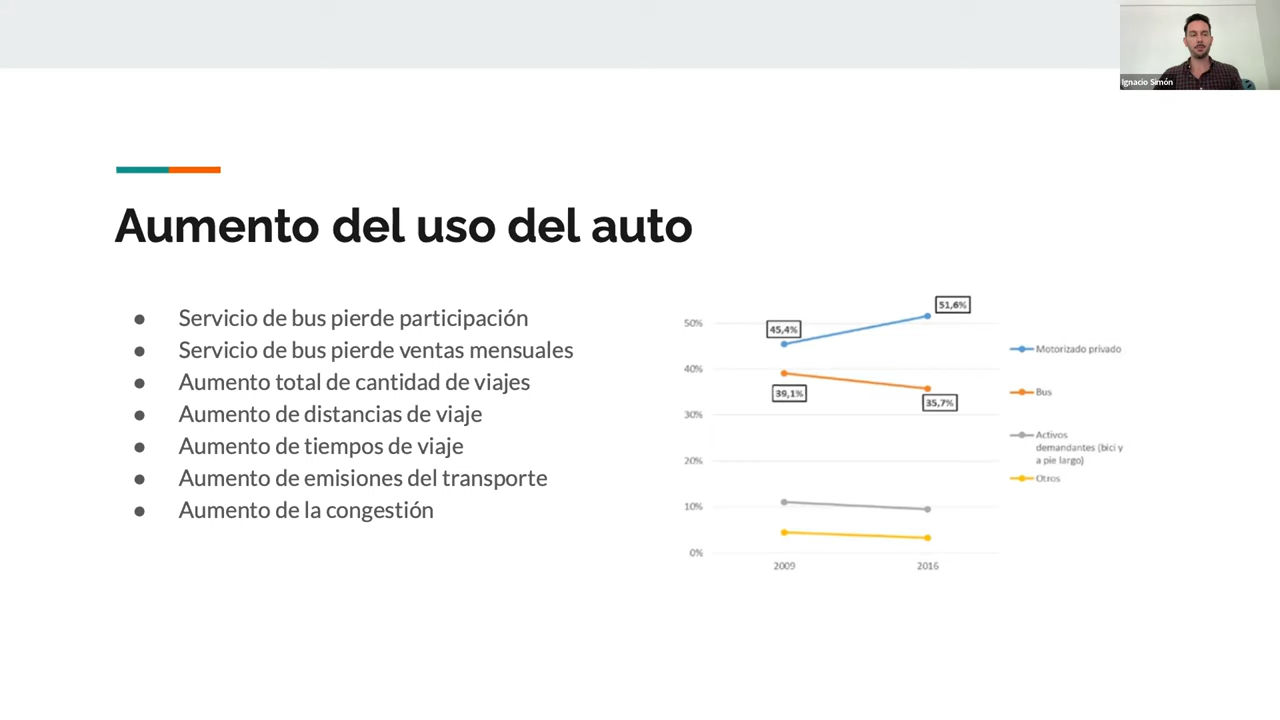 Ignacio Simón
Aumento del uso del auto
● Servicio de bus pierde participación
● Servicio de bus pierde ventas mensuales
● Aumento total de cantidad de viajes
● Aumento de distancias de viaje
● Aumento de tiempos de viaje
● Aumento de emisiones del transporte
● Aumento de la congestión
50%
40%
30%
20%
10%
0%
45,4%
51,6%
39,1%
35,7%
2009
2016
Motorizado privado
Bus
Activos
demandantes (bici y
a pie largo)
Otros